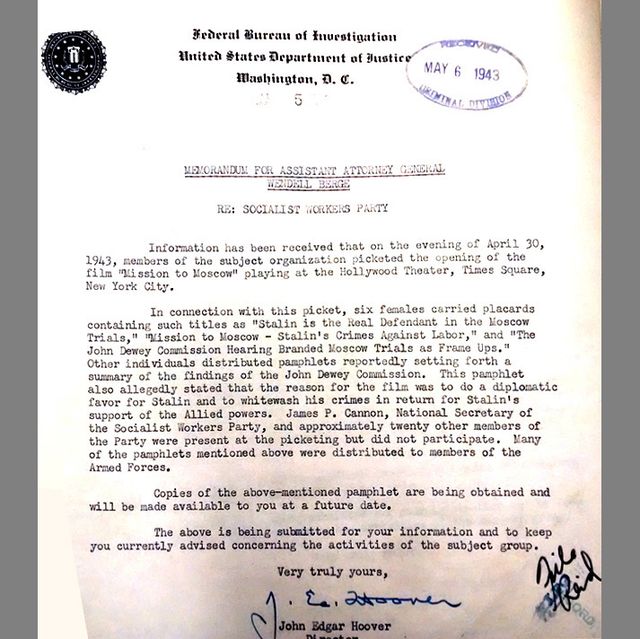 Federal Bureau of Investigation
United States Department of Justice
Washington, D. C.
RECEIVED
MAY 6 1943
CRIMINAL DIVISION
5
MEMORANDUM FOR ASSISTANT ATTORNEY GENERAL
WENDELL BERGE
RE: SOCIALIST WORKERS PARTY
Information has been received that on the evening of April 30,
1943, members of the subject organization picketed the opening of the
film "Mission to Moscow" playing at the Hollywood Theater, Times Square,
New York City.
In connection with this picket, six females carried placards
containing such titles as "Stalin is the Real Defendant in the Moscow
Trials," "Mission to Moscow - Stalin's Crimes Against Labor," and "The
John Dewey Commission Hearing Branded Moscow Trials as Frame Ups."
Other individuals distributed pamphlets reportedly setting forth a
summary of the findings of the John Dewey Commission. This pamphlet
also allegedly stated that the reason for the film was to do a diplomatic
favor for Stalin and to whitewash his crimes in return for Stalin's
support of the Allied powers. James P. Cannon, National Secretary of
the Socialist Workers Party, and approximately twenty other members of
the Party were present at the picketing but did not participate. Many
of the pamphlets mentioned above were distributed to members of the
Armed Forces.
Copies of the above-mentioned pamphlet are being obtained and
will be made available to you at a future date.
The above is being submitted for your information and to keep
you currently advised concerning the activities of the subject group.
Very truly yours,
J. E. Hoover
John Edgar Hoover
Director
File
Reid